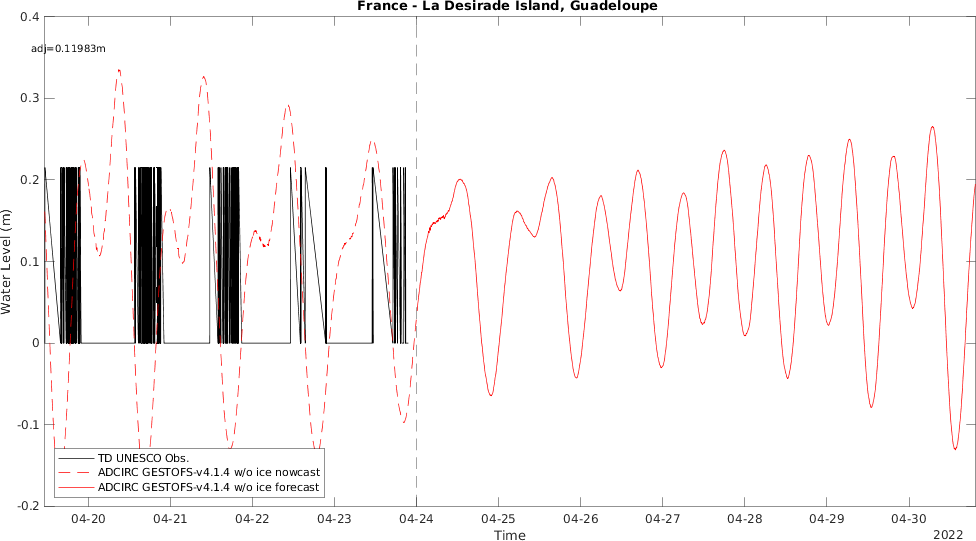 France - La Desirade Island, Guadeloupe
adj=0.11983m
0.4
0.3
0.2
0.1
0
-0.1
-0.2
Water Level (m)
TD UNESCO Obs.
ADCIRC GESTOFS-v4.1.4 w/o ice nowcast
ADCIRC GESTOFS-v4.1.4 w/o ice forecast
04-20 04-21 04-22 04-23 04-24 04-25 04-26 04-27 04-28 04-29 04-30
Time
2022